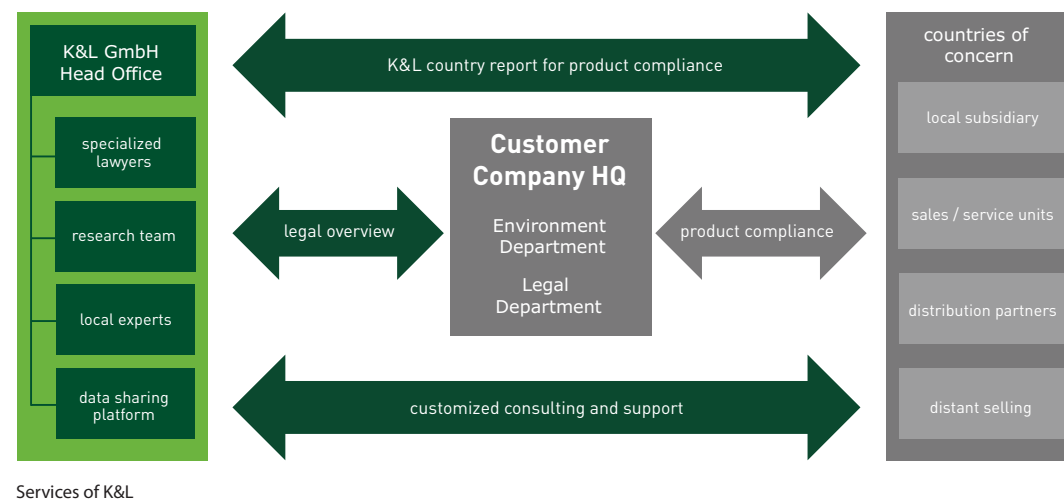 K&L GmbH
Head Office
specialized
lawyers
research team
local experts
data sharing
platform
K&L country report for product compliance
legal overview
Customer
Company HQ
Environment
Department
Legal
Department
product compliance
customized consulting and support
countries of
concern
local subsidiary
sales / service units
distribution partners
distant selling
Services of K&L